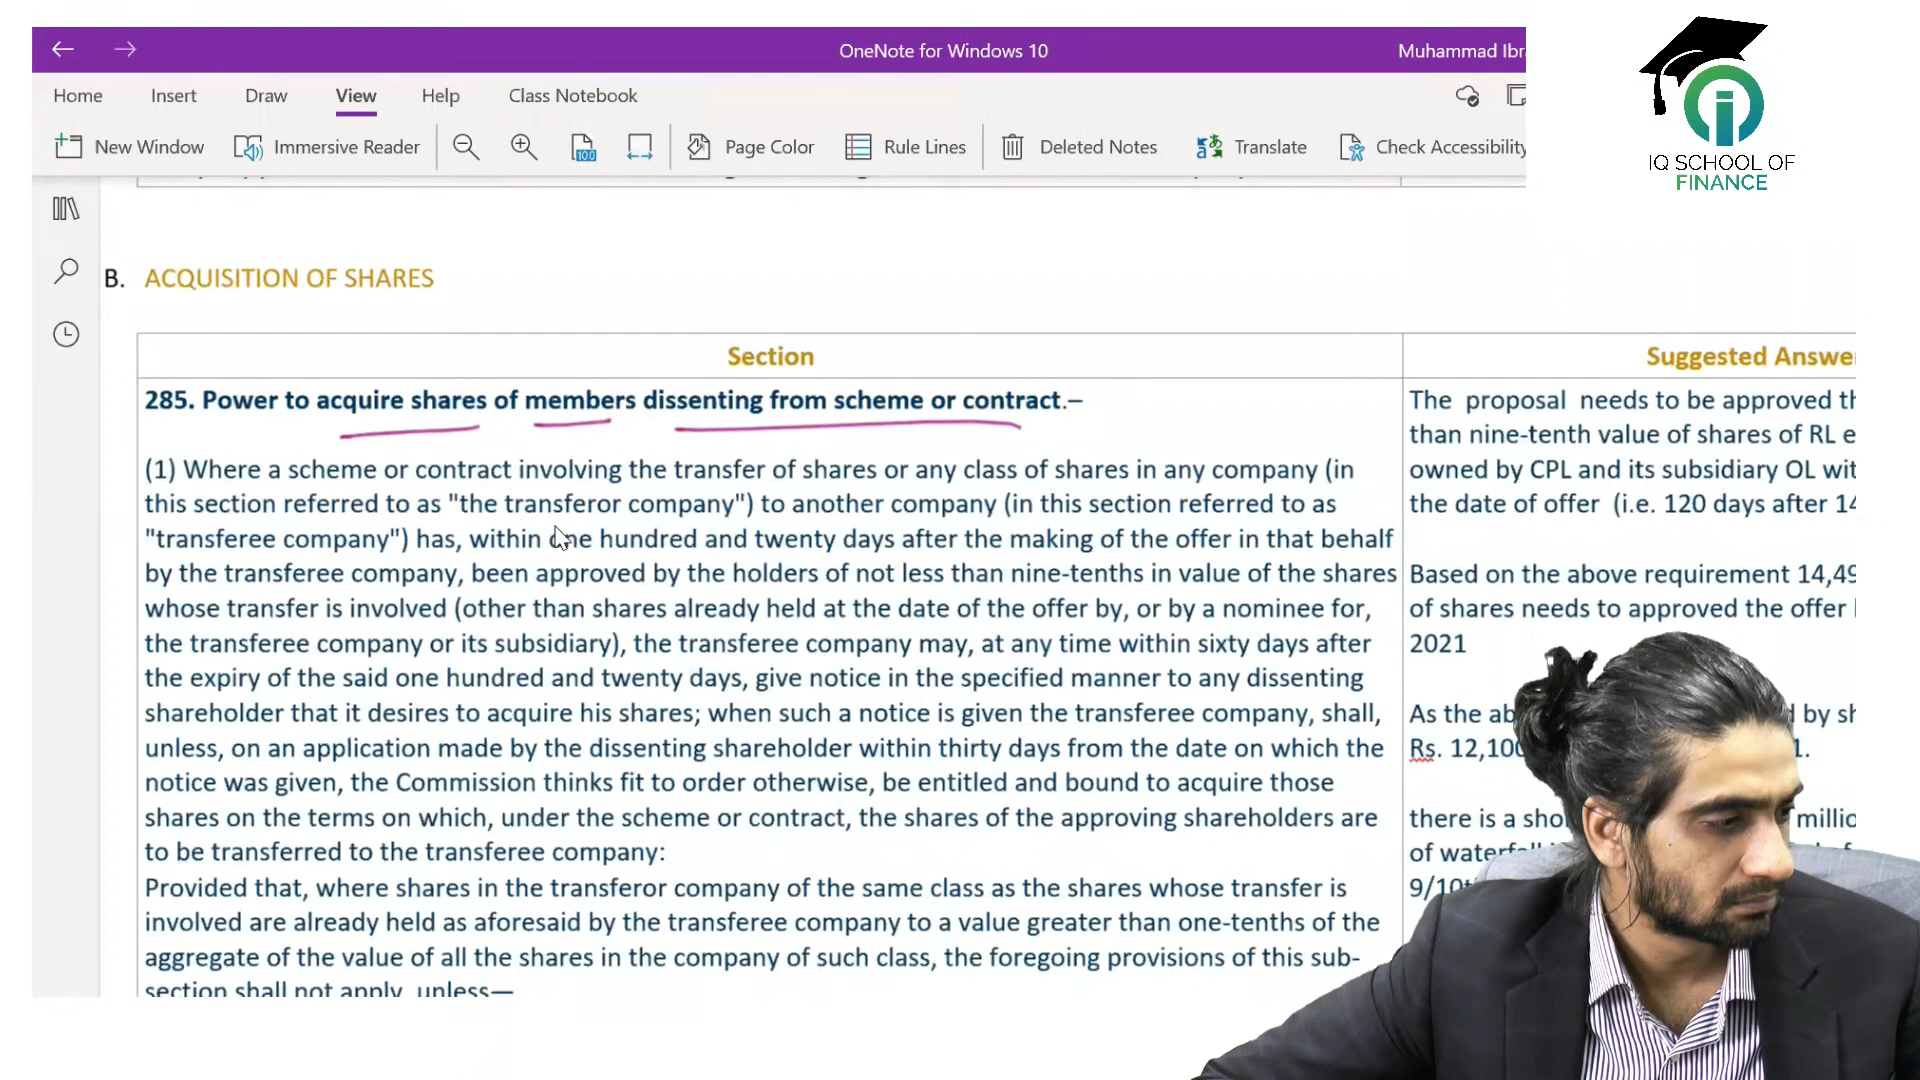 OneNote for Windows 10
Muhammad Ibr
Home Insert Draw View Help Class Notebook
New Window Immersive Reader Page Color Rule Lines Deleted Notes Translate Check Accessibility
IQ SCHOOL OF
FINANCE
B. ACQUISITION OF SHARES
Section
Suggested Answe
285. Power to acquire shares of members dissenting from scheme or contract.–
(1) Where a scheme or contract involving the transfer of shares or any class of shares in any company (in
this section referred to as "the transferor company") to another company (in this section referred to as
"transferee company") has, within one hundred and twenty days after the making of the offer in that behalf
by the transferee company, been approved by the holders of not less than nine-tenths in value of the shares
whose transfer is involved (other than shares already held at the date of the offer by, or by a nominee for,
the transferee company or its subsidiary), the transferee company may, at any time within sixty days after
the expiry of the said one hundred and twenty days, give notice in the specified manner to any dissenting
shareholder that it desires to acquire his shares; when such a notice is given the transferee company, shall,
unless, on an application made by the dissenting shareholder within thirty days from the date on which the
notice was given, the Commission thinks fit to order otherwise, be entitled and bound to acquire those
shares on the terms on which, under the scheme or contract, the shares of the approving shareholders are
to be transferred to the transferee company:
Provided that, where shares in the transferor company of the same class as the shares whose transfer is
involved are already held as aforesaid by the transferee company to a value greater than one-tenths of the
aggregate of the value of all the shares in the company of such class, the foregoing provisions of this sub-
section shall not apply, unless—
The proposal needs to be approved th
than nine-tenth value of shares of RL e
owned by CPL and its subsidiary OL wit
the date of offer (i.e. 120 days after 14
Based on the above requirement 14,49
of shares needs to approved the offer
2021
As the ab d by sh
Rs. 12,100 1.
there is a sho millio
of waterf
9/10t